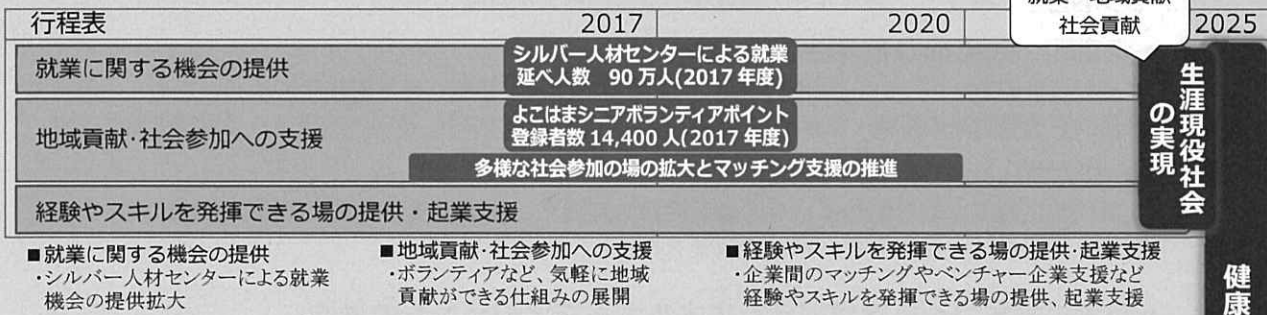 就業・地域貢献
社会貢献
行程表
2017
2020
2025
就業に関する機会の提供
シルバー人材センターによる就業
延べ人数 90万人(2017年度)
地域貢献・社会参加への支援
よこはまシニアボランティアポイント
登録者数 14,400人(2017年度)
多様な社会参加の場の拡大とマッチング支援の推進
経験やスキルを発揮できる場の提供・起業支援
生涯現役社会
の実現
■就業に関する機会の提供
・シルバー人材センターによる就業
機会の提供拡大
■地域貢献・社会参加への支援
・ボランティアなど、気軽に地域
貢献ができる仕組みの展開
■経験やスキルを発揮できる場の提供・起業支援
・企業間のマッチングやベンチャー企業支援など
経験やスキルを発揮できる場の提供、起業支援
健康